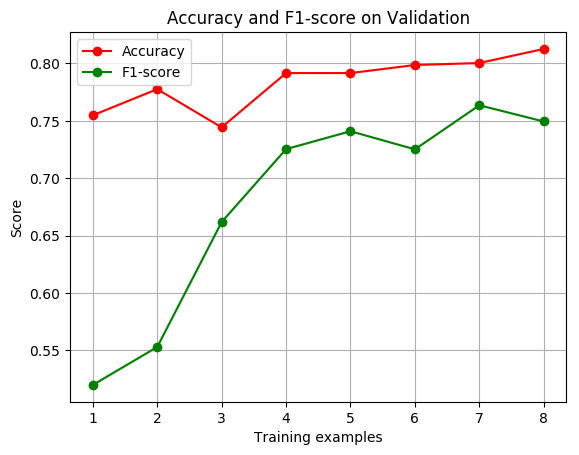 Accuracy and F1-score on Validation
Accuracy
F1-score
0.80
0.75
0.70
0.65
0.60
0.55
Score
1 2 3 4 5 6 7 8
Training examples